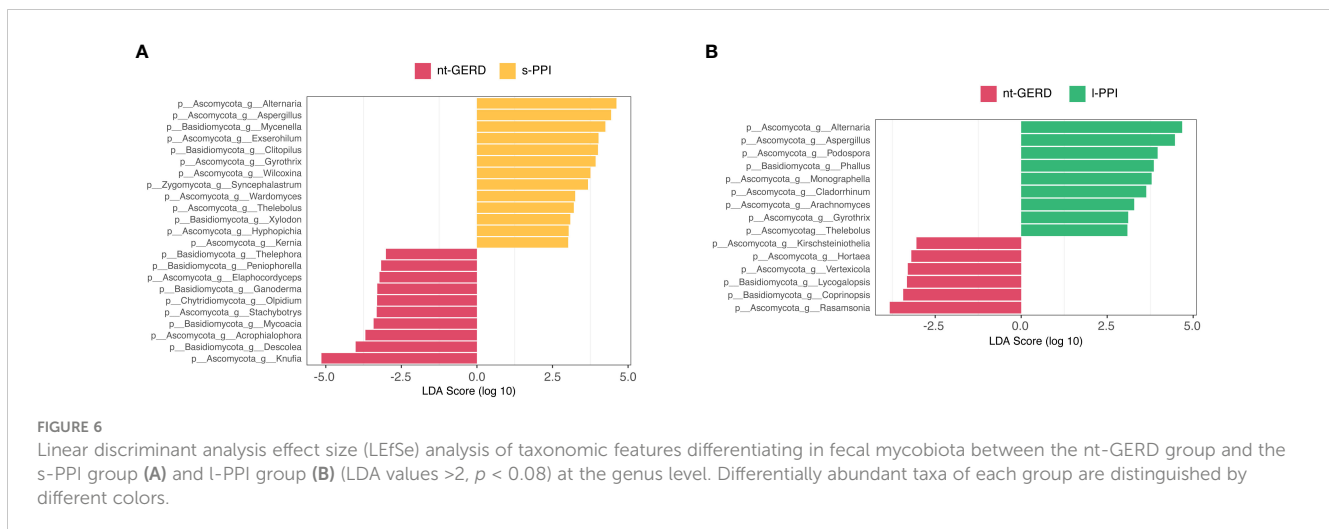 A
nt-GERD s-PPI
p__Ascomycota_g__Alternaria
p__Ascomycota_g__Aspergillus
p__Basidiomycota_g__Mycenella
p__Ascomycota_g__Exserohilum
p__Basidiomycota_g__Clitopilus
p__Ascomycota_g__Gyrothrix
p__Ascomycota_g__Wilcoxina
p__Zygomycota_g__Syncephalastrum
p__Ascomycota_g__Wardomyces
p__Ascomycota_g__Thelebolus
p__Basidiomycota_g__Xylodon
p__Ascomycota_g__Hyphopichia
p__Ascomycota_g__Kernia
p__Basidiomycota_g__Thelephora
p__Basidiomycota_g__Peniophorella
p__Ascomycota_g__Elaphocordyceps
p__Basidiomycota_g__Ganoderma
p__Chytridiomycota_g__Olpidium
p__Ascomycota_g__Stachybotrys
p__Basidiomycota_g__Mycoacia
p__Ascomycota_g__Acrophialophora
p__Basidiomycota_g__Descolea
p__Ascomycota_g__Knufia
-5.0 -2.5 0.0 2.5 5.0
LDA Score (log 10)
B
nt-GERD l-PPI
p__Ascomycota_g__Alternaria
p__Ascomycota_g__Aspergillus
p__Ascomycota_g__Podospora
p__Basidiomycota_g__Phallus
p__Ascomycota_g__Monographella
p__Ascomycota_g__Cladorrhinum
p__Ascomycota_g__Arachnomyces
p__Ascomycota_g__Gyrothrix
p__Ascomycotag__Thelebolus
p__Ascomycota_g__Kirschsteiniothelia
p__Ascomycota_g__Hortaea
p__Ascomycota_g__Vertexicola
p__Basidiomycota_g__Lycogalopsis
p__Basidiomycota_g__Coprinopsis
p__Ascomycota_g__Rasamsonia
-2.5 0.0 2.5 5.0
LDA Score (log 10)
FIGURE 6
Linear discriminant analysis effect size (LEfSe) analysis of taxonomic features differentiating in fecal mycobiota between the nt-GERD group and the
s-PPI group (A) and l-PPI group (B) (LDA values >2, p < 0.08) at the genus level. Differentially abundant taxa of each group are distinguished by
different colors.